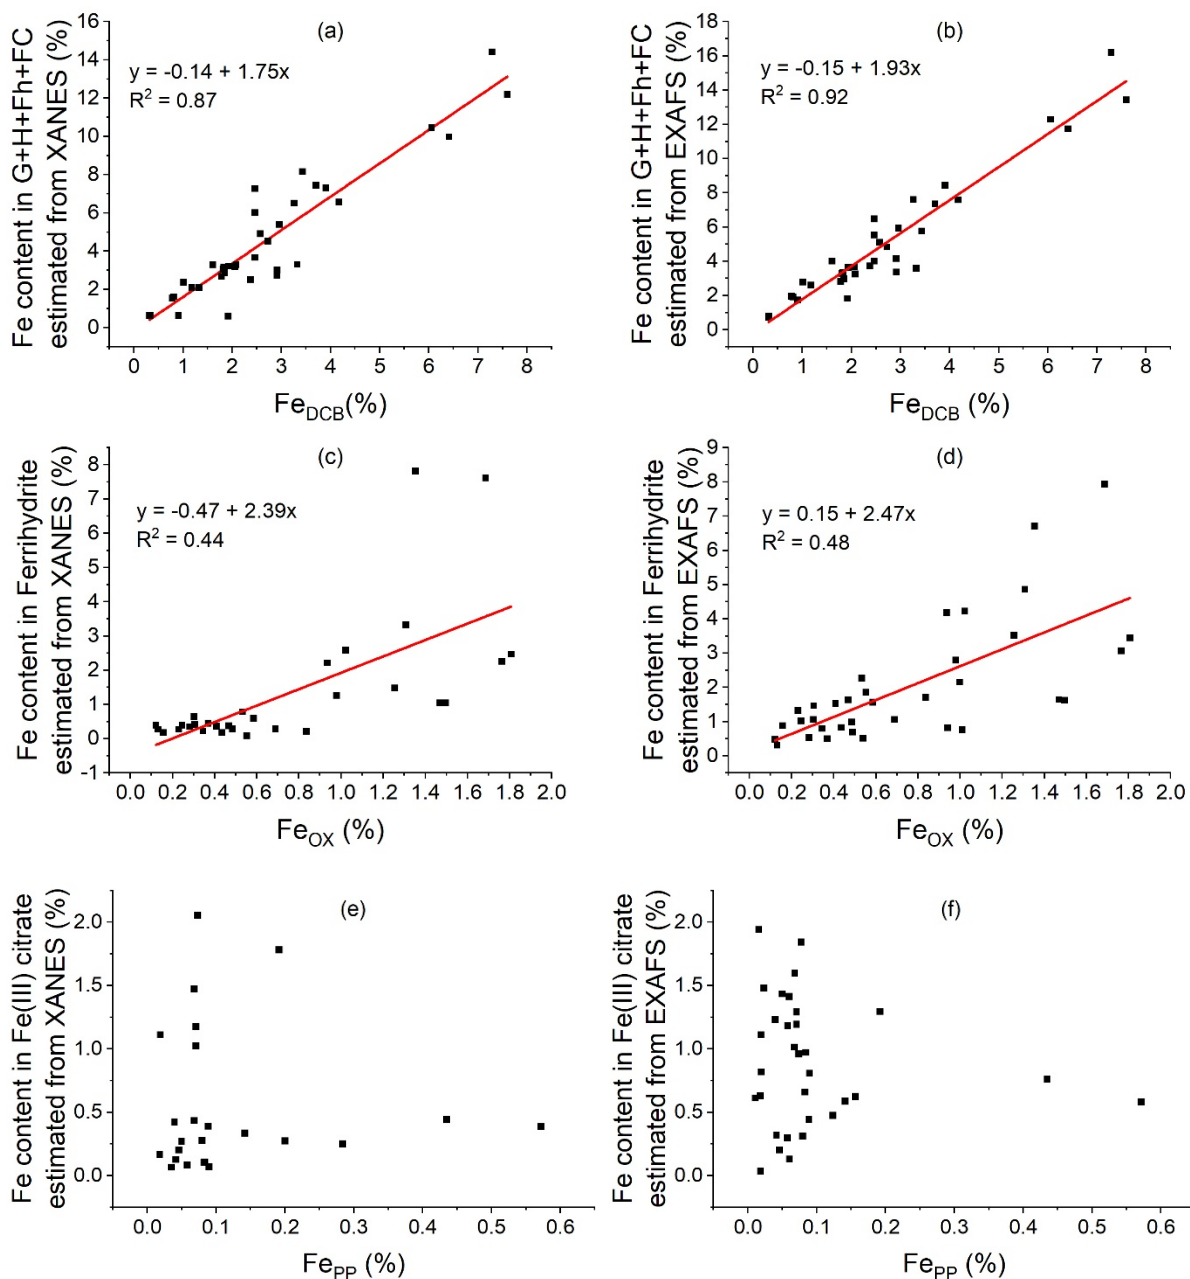 Fe content in G+H+Fh+FC
estimated from XANES (%)
16
14
12
10
8
6
4
2
0
(a)
y = -0.14 + 1.75x
R² = 0.87
0 1 2 3 4 5 6 7 8
Fe_DCB(%)
Fe content in G+H+Fh+FC
estimated from EXAFS (%)
18
16
14
12
10
8
6
4
2
0
(b)
y = -0.15 + 1.93x
R² = 0.92
0 1 2 3 4 5 6 7 8
Fe_DCB (%)
Fe content in Ferrihydrite
estimated from XANES (%)
8
7
6
5
4
3
2
1
0
-1
(c)
y = -0.47 + 2.39x
R² = 0.44
0.0 0.2 0.4 0.6 0.8 1.0 1.2 1.4 1.6 1.8 2.0
Fe_OX (%)
Fe content in Ferrihydrite
estimated from EXAFS (%)
9
8
7
6
5
4
3
2
1
0
(d)
y = 0.15 + 2.47x
R² = 0.48
0.0 0.2 0.4 0.6 0.8 1.0 1.2 1.4 1.6 1.8 2.0
Fe_OX (%)
Fe content in Fe(III) citrate
estimated from XANES (%)
2.0
1.5
1.0
0.5
0.0
(e)
0.0 0.1 0.2 0.3 0.4 0.5 0.6
Fe_PP (%)
Fe content in Fe(III) citrate
estimated from EXAFS (%)
2.0
1.5
1.0
0.5
0.0
(f)
0.0 0.1 0.2 0.3 0.4 0.5 0.6
Fe_PP (%)